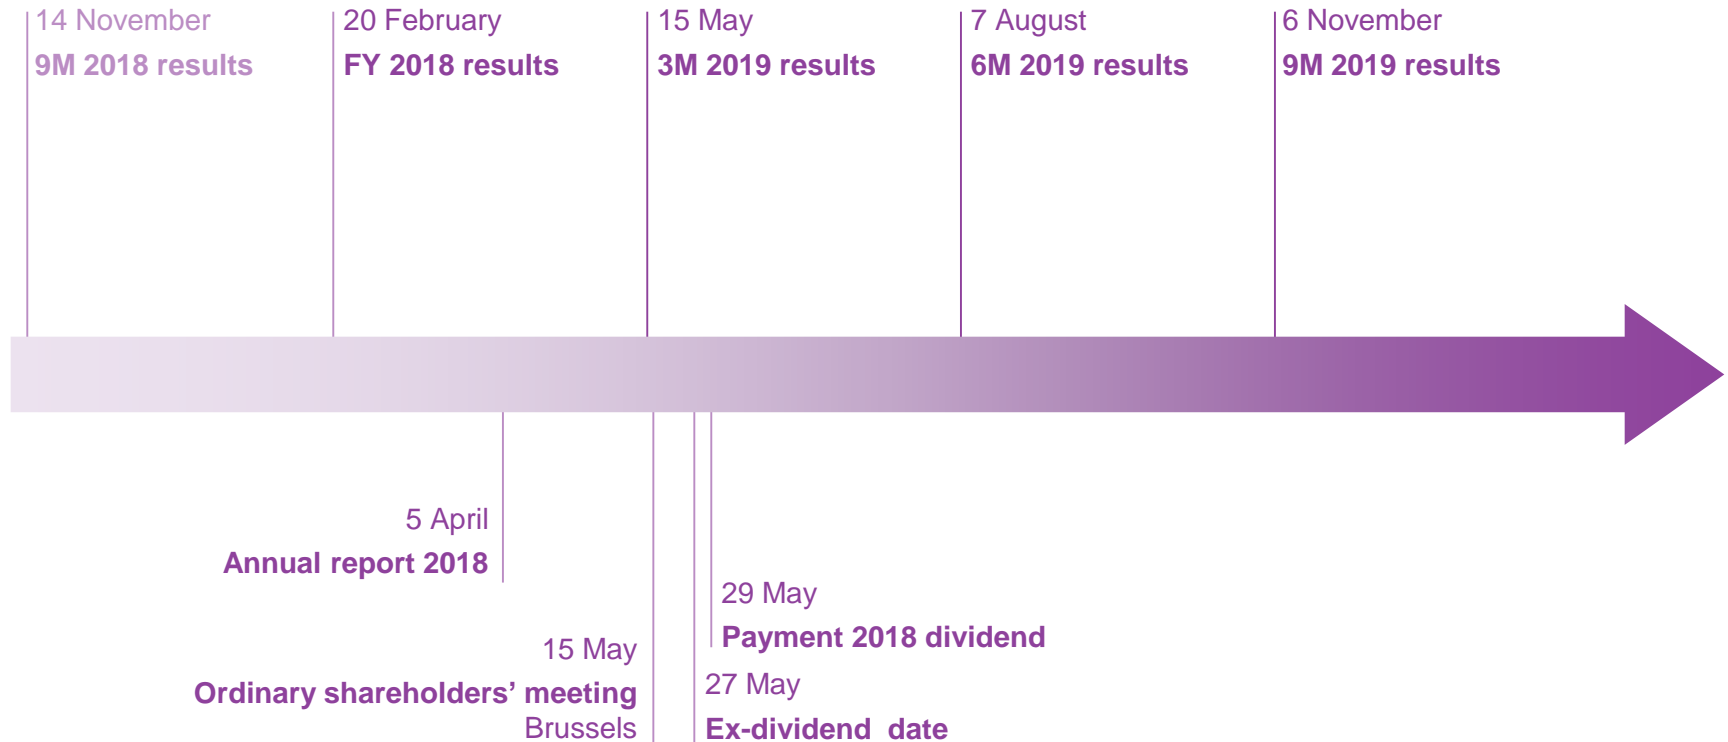 14 November
9M 2018 results
20 February
FY 2018 results
15 May
3M 2019 results
7 August
6M 2019 results
6 November
9M 2019 results
5 April
Annual report 2018
15 May
Ordinary shareholders’ meeting
Brussels
29 May
Payment 2018 dividend
27 May
Ex-dividend date